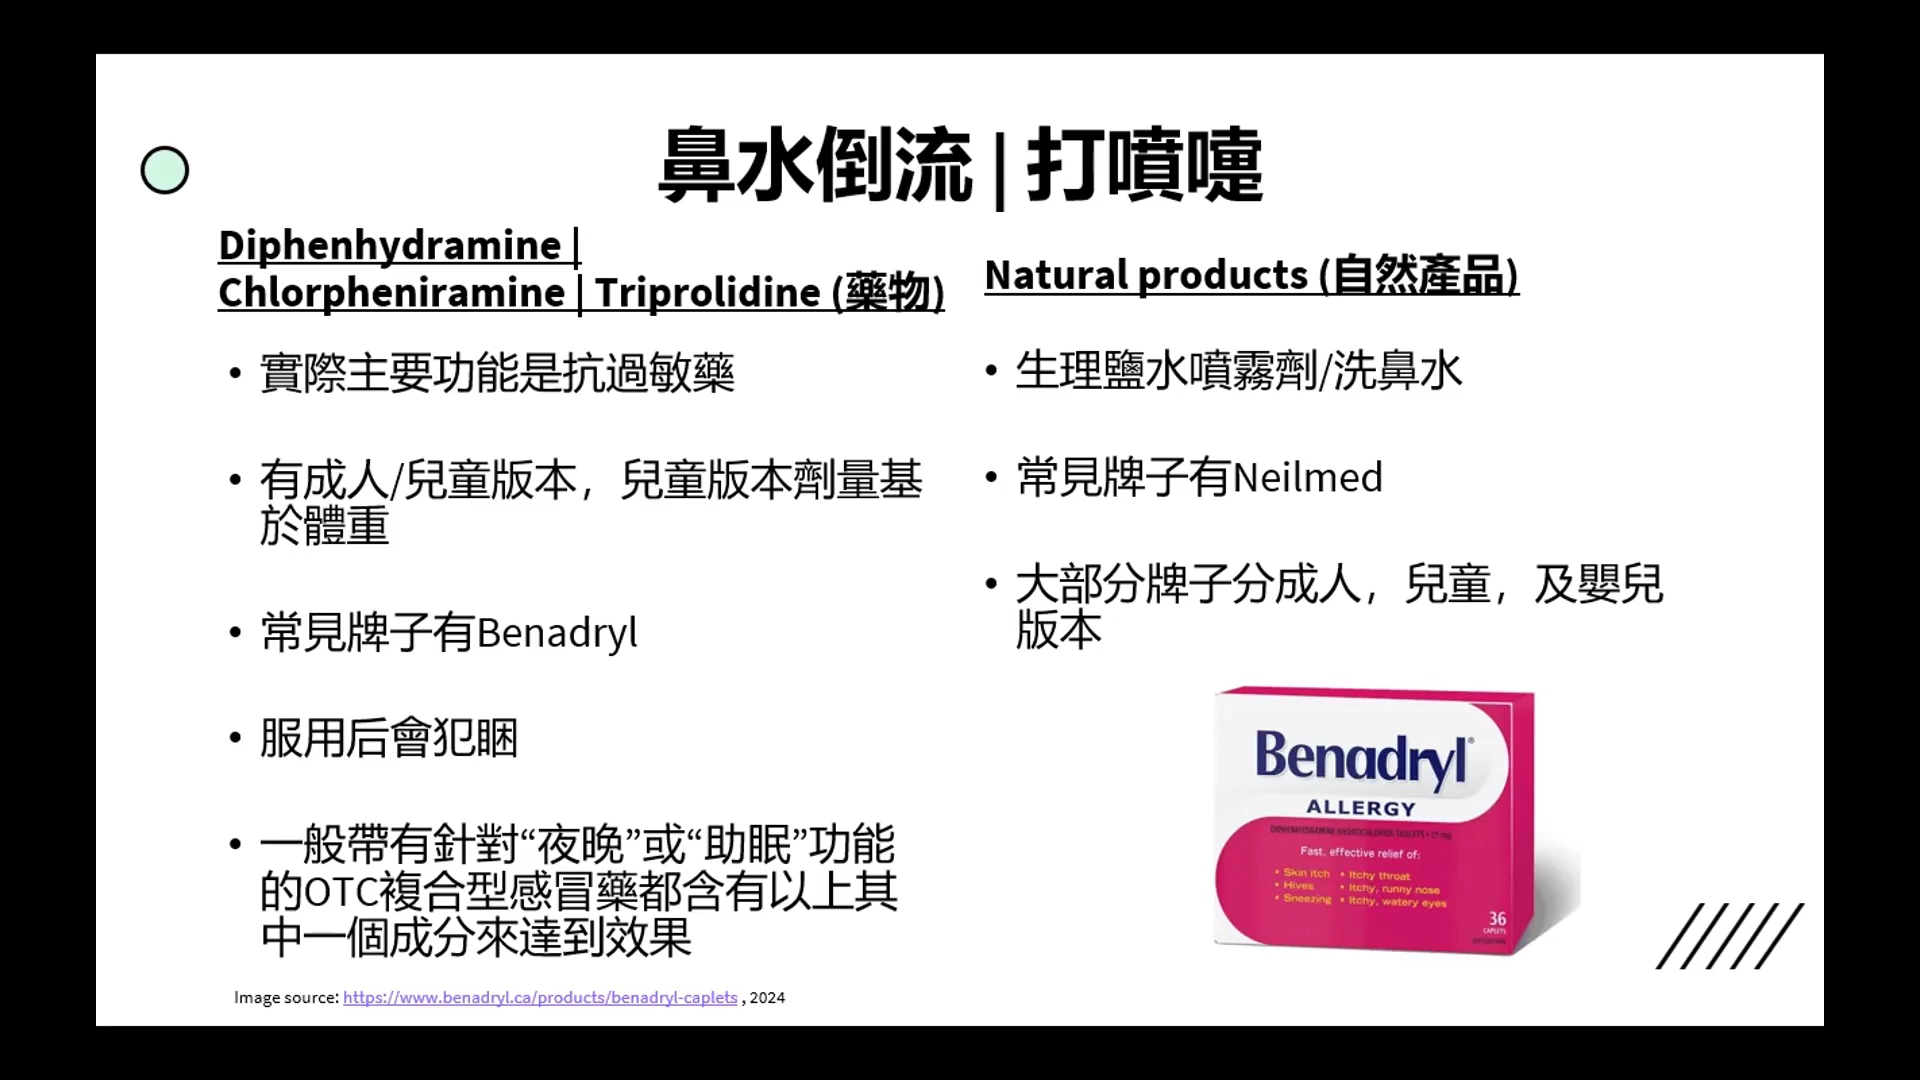 鼻水倒流 | 打噴嚏
Diphenhydramine |
Chlorpheniramine | Triprolidine (藥物)
• 實際主要功能是抗過敏藥
• 有成人/兒童版本，兒童版本劑量基
於體重
• 常見牌子有Benadryl
• 服用后會犯睏
• 一般帶有針對“夜晚”或“助眠”功能
的OTC複合型感冒藥都含有以上其
中一個成分來達到效果
Natural products (自然產品)
• 生理鹽水噴霧劑/洗鼻水
• 常見牌子有Neilmed
• 大部分牌子分成人，兒童，及嬰兒
版本
Benadryl®
ALLERGY
DIPHENHYDRAMINE HYDROCHLORIDE TABLETS • 25 mg
Fast, effective relief of:
• Skin itch • Itchy throat
• Hives • Itchy, runny nose
• Sneezing • Itchy, watery eyes
36
CAPLETS
Image source: https://www.benadryl.ca/products/benadryl-caplets , 2024